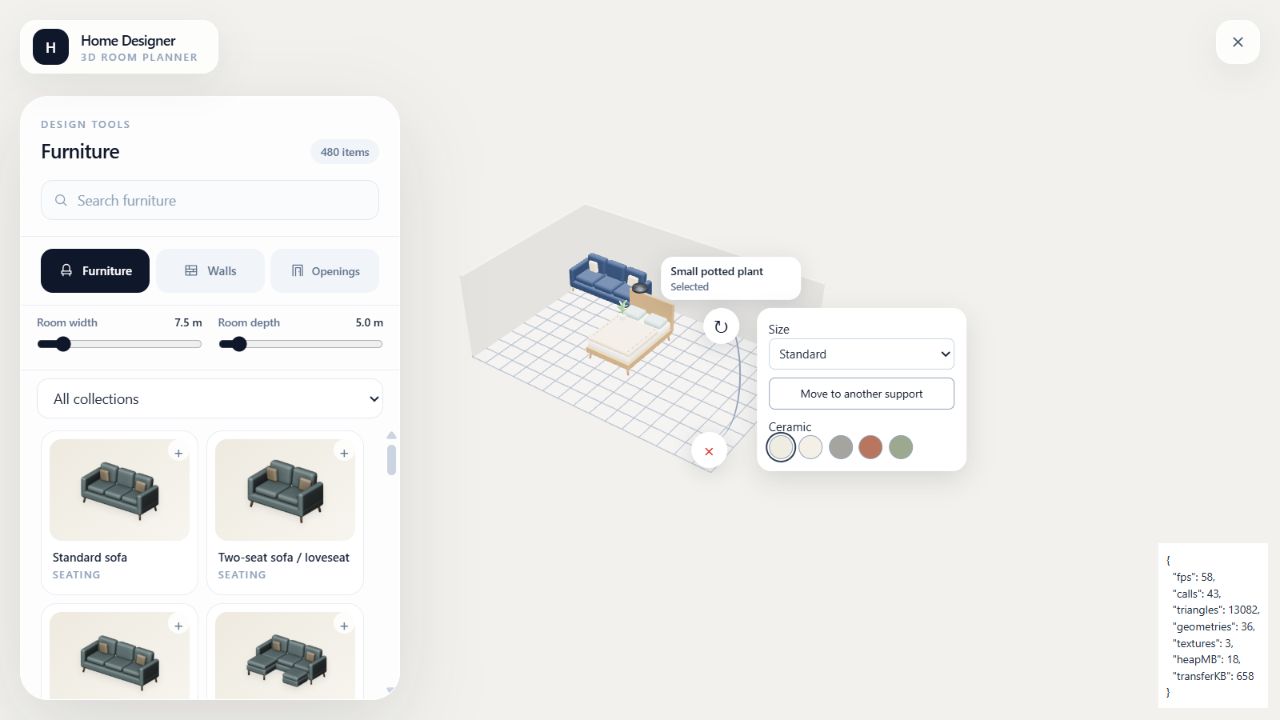 H
Home Designer
3D ROOM PLANNER
DESIGN TOOLS
Furniture
480 items
Search furniture
Furniture
Walls
Openings
Room width
7.5 m
Room depth
5.0 m
All collections
Standard sofa
SEATING
Two-seat sofa / loveseat
SEATING
Small potted plant
Selected
Size
Standard
Move to another support
Ceramic
{
"fps": 58,
"calls": 43,
"triangles": 13082,
"geometries": 36,
"textures": 3,
"heapMB": 18,
"transferKB": 658
}